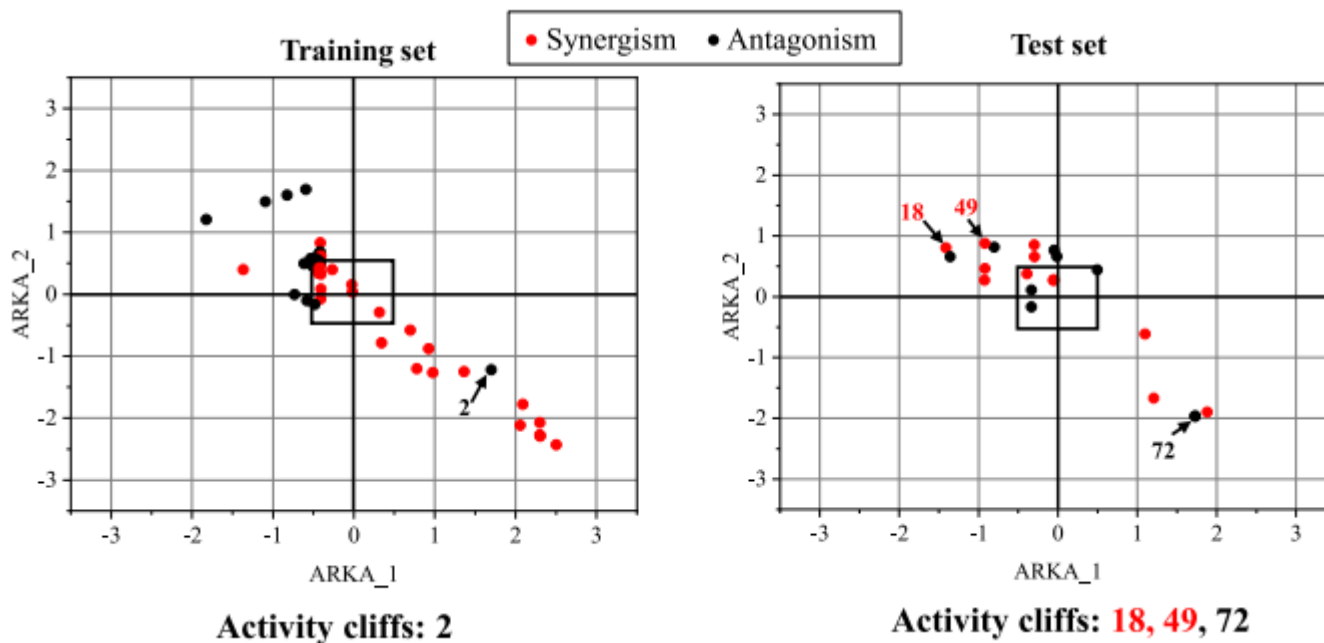 Synergism Antagonism
Training set
Test set
3
2
1
0
-1
-2
-3
ARKA_2
2
-3 -2 -1 0 1 2 3
ARKA_1
Activity cliffs: 2
3
2
1
0
-1
-2
-3
ARKA_2
18
49
72
-3 -2 -1 0 1 2 3
ARKA_1
Activity cliffs: 18, 49, 72